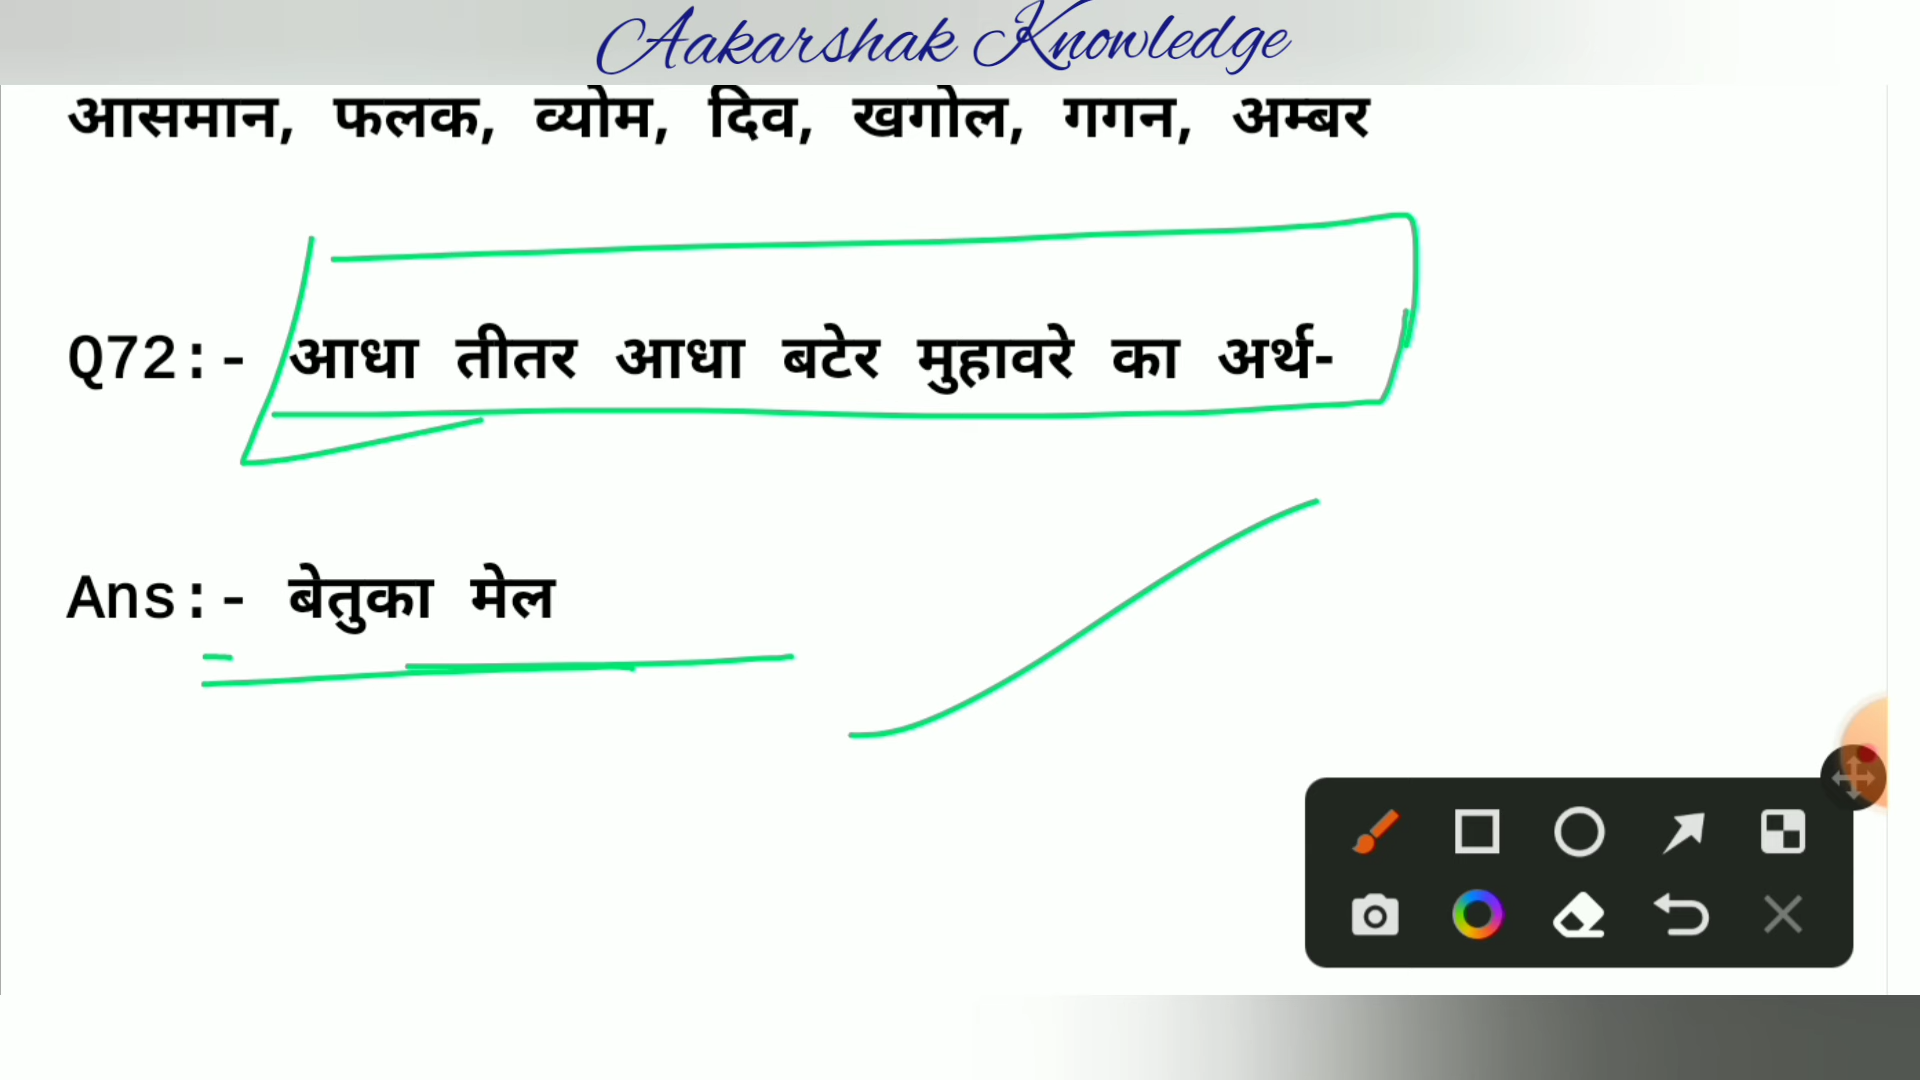 Aakarshak Knowledge
आसमान, फलक, व्योम, दिव, खगोल, गगन, अम्बर
Q72:- आधा तीतर आधा बटेर मुहावरे का अर्थ-
Ans:- बेतुका मेल